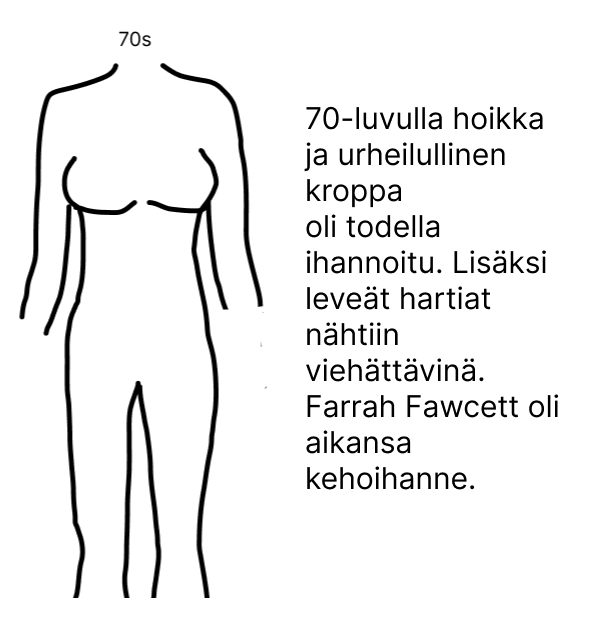 70s
70-luvulla hoikka
ja urheilullinen
kroppa
oli todella
ihannoitu. Lisäksi
leveät hartiat
nähtiin
viehättävinä.
Farrah Fawcett oli
aikansa
kehoihanne.